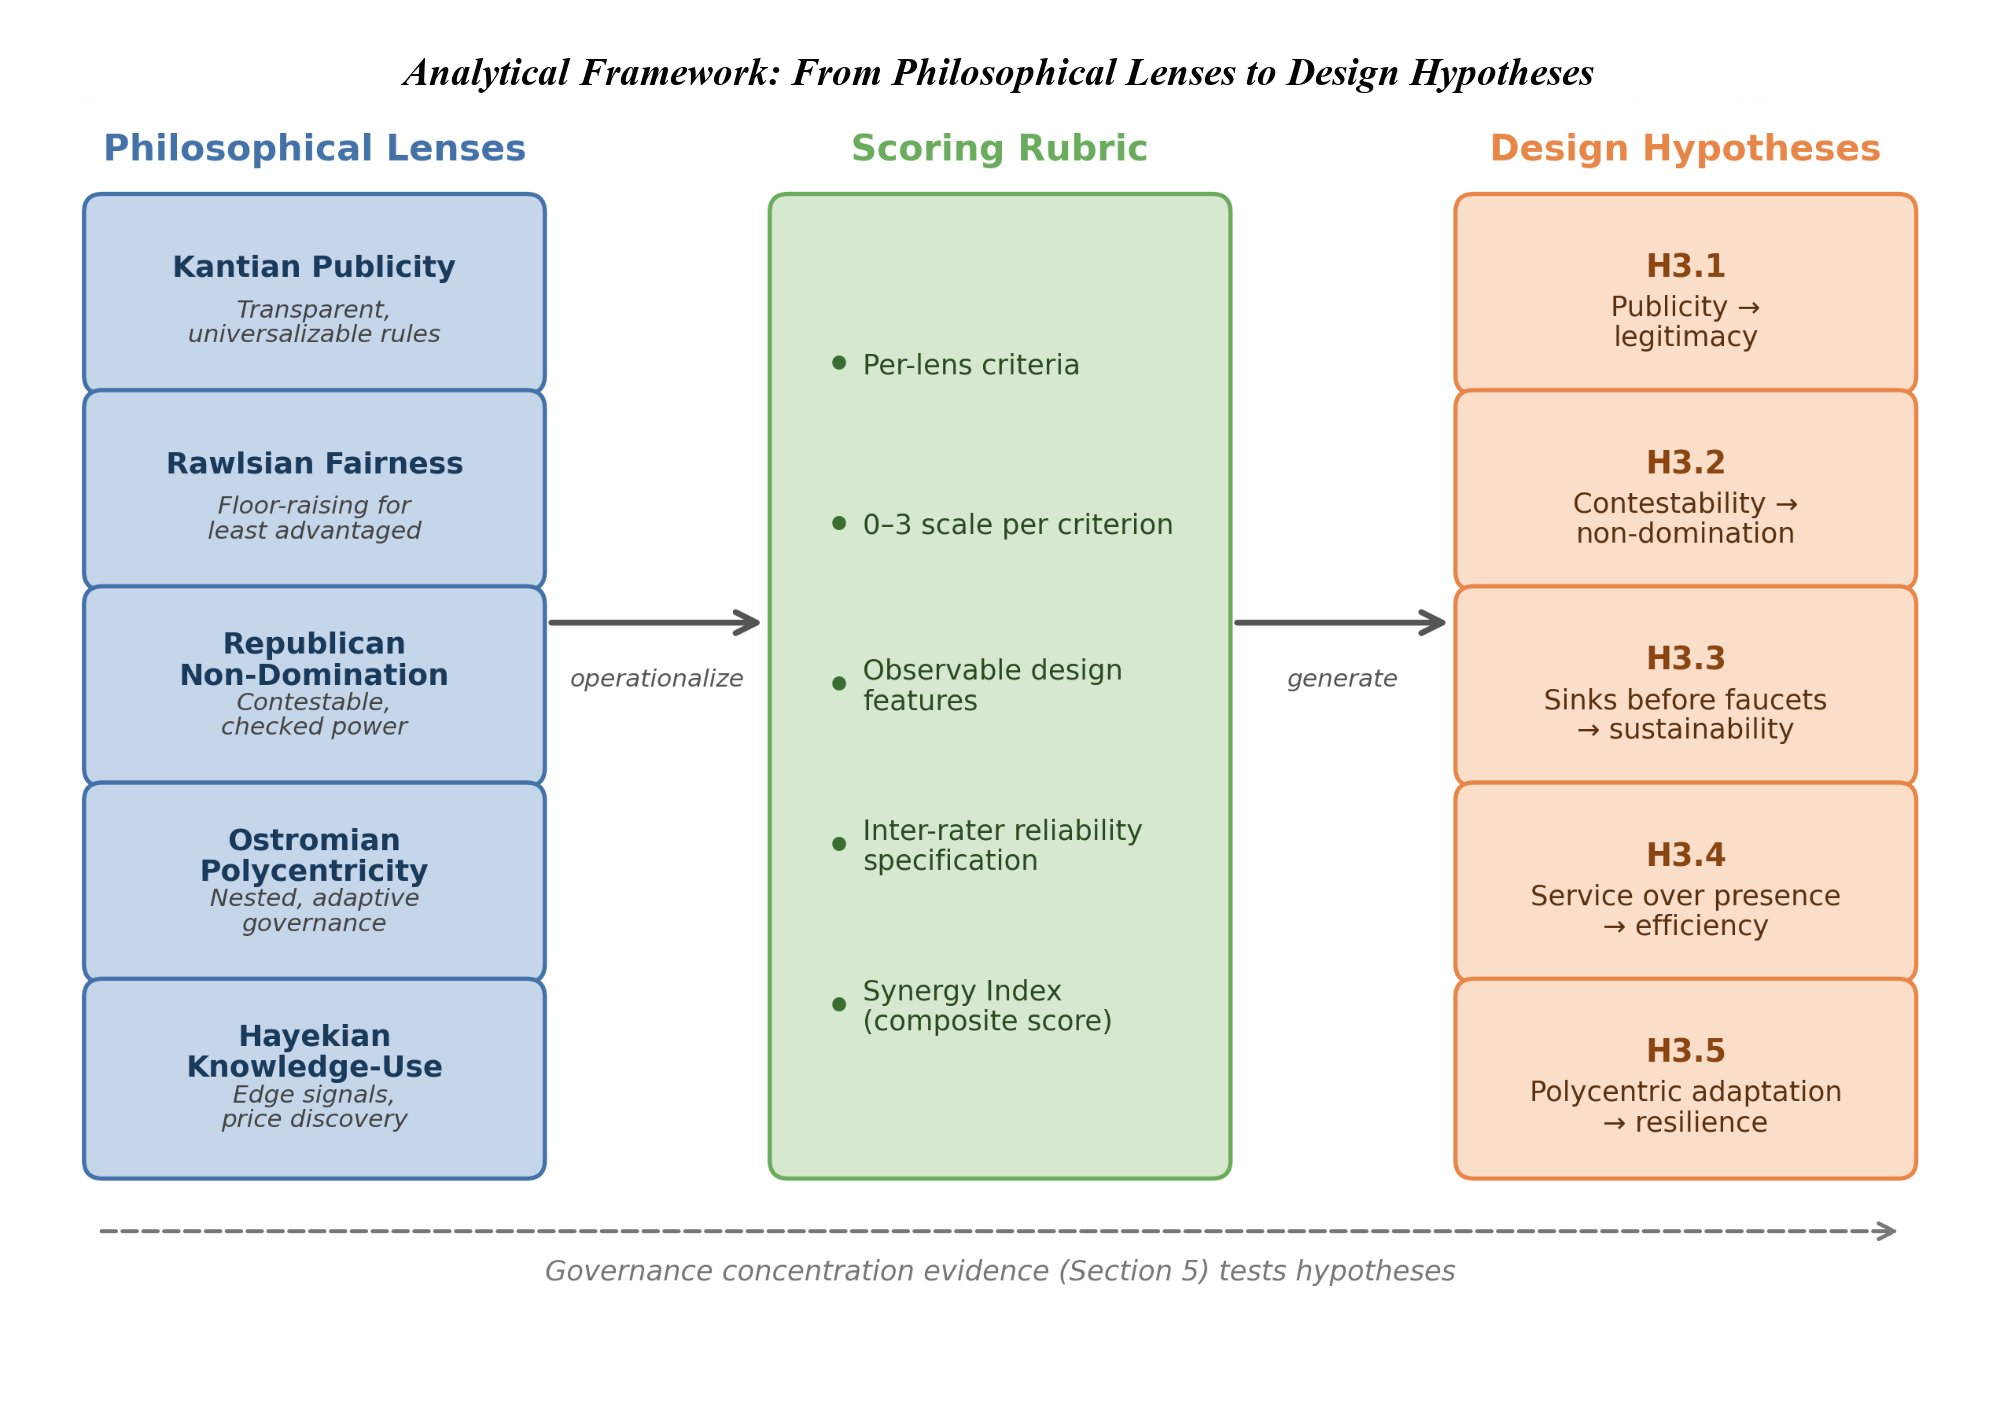 Analytical Framework: From Philosophical Lenses to Design Hypotheses
Philosophical Lenses
Kantian Publicity
Transparent,
universalizable rules
Rawlsian Fairness
Floor-raising for
least advantaged
Republican
Non-Domination
Contestable,
checked power
Ostromian
Polycentricity
Nested, adaptive
governance
Hayekian
Knowledge-Use
Edge signals,
price discovery
operationalize
Scoring Rubric
• Per-lens criteria
• 0–3 scale per criterion
• Observable design
features
• Inter-rater reliability
specification
• Synergy Index
(composite score)
generate
Design Hypotheses
H3.1
Publicity →
legitimacy
H3.2
Contestability →
non-domination
H3.3
Sinks before faucets
→ sustainability
H3.4
Service over presence
→ efficiency
H3.5
Polycentric adaptation
→ resilience
Governance concentration evidence (Section 5) tests hypotheses